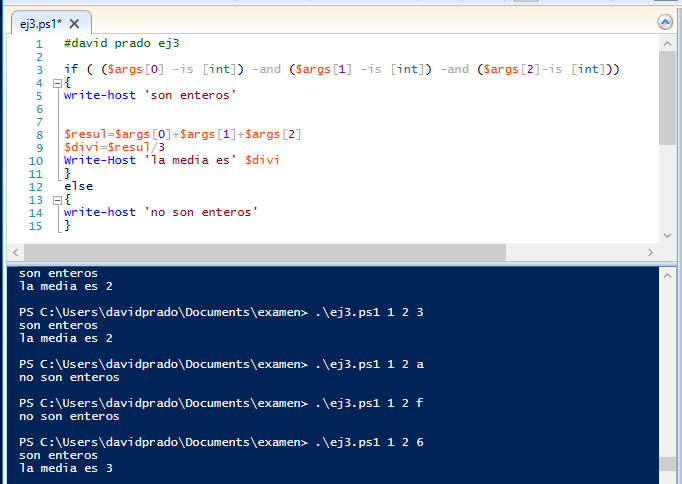 ej3.ps1* X
1 #david prado ej3
2
3 if ( ($args[0] -is [int]) -and ($args[1] -is [int]) -and ($args[2]-is [int]))
4 {
5 write-host 'son enteros'
6
7
8 $resul=$args[0]+$args[1]+$args[2]
9 $divi=$resul/3
10 Write-Host 'la media es' $divi
11 }
12 else
13 {
14 write-host 'no son enteros'
15 }
son enteros
la media es 2
PS C:\Users\davidprado\Documents\examen> .\ej3.ps1 1 2 3
son enteros
la media es 2
PS C:\Users\davidprado\Documents\examen> .\ej3.ps1 1 2 a
no son enteros
PS C:\Users\davidprado\Documents\examen> .\ej3.ps1 1 2 f
no son enteros
PS C:\Users\davidprado\Documents\examen> .\ej3.ps1 1 2 6
son enteros
la media es 3